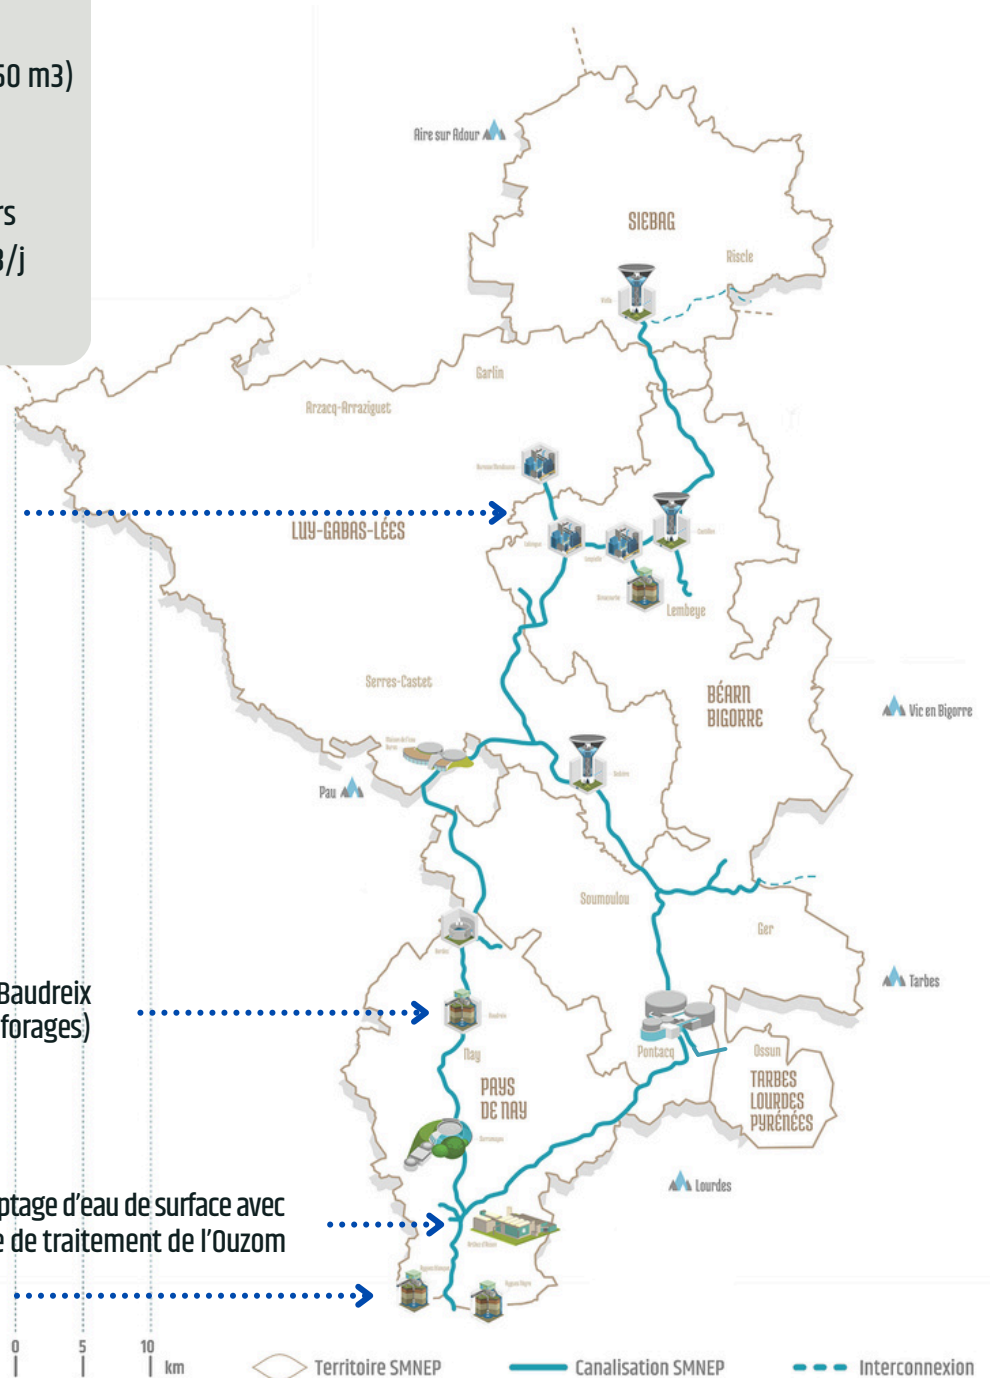 50 m3)
rs
3/j
Aire sur Adour
SIEBAG
Riscle
Garlin
Arzacq-Arraziguet
LUY-GABAS-LÉES
Lembeye
Serres-Castet
BÉARN
BIGORRE
Vic en Bigorre
Pau
Soumoulou
Ger
Tarbes
Baudreix
forages)
Nay
Pontacq
Ossun
PAYS
DE NAY
TARBES
LOURDES
PYRÉNÉES
Lourdes
ptage d'eau de surface avec
e de traitement de l'Ouzom
0 5 10
km
Territoire SMNEP
Canalisation SMNEP
Interconnexion